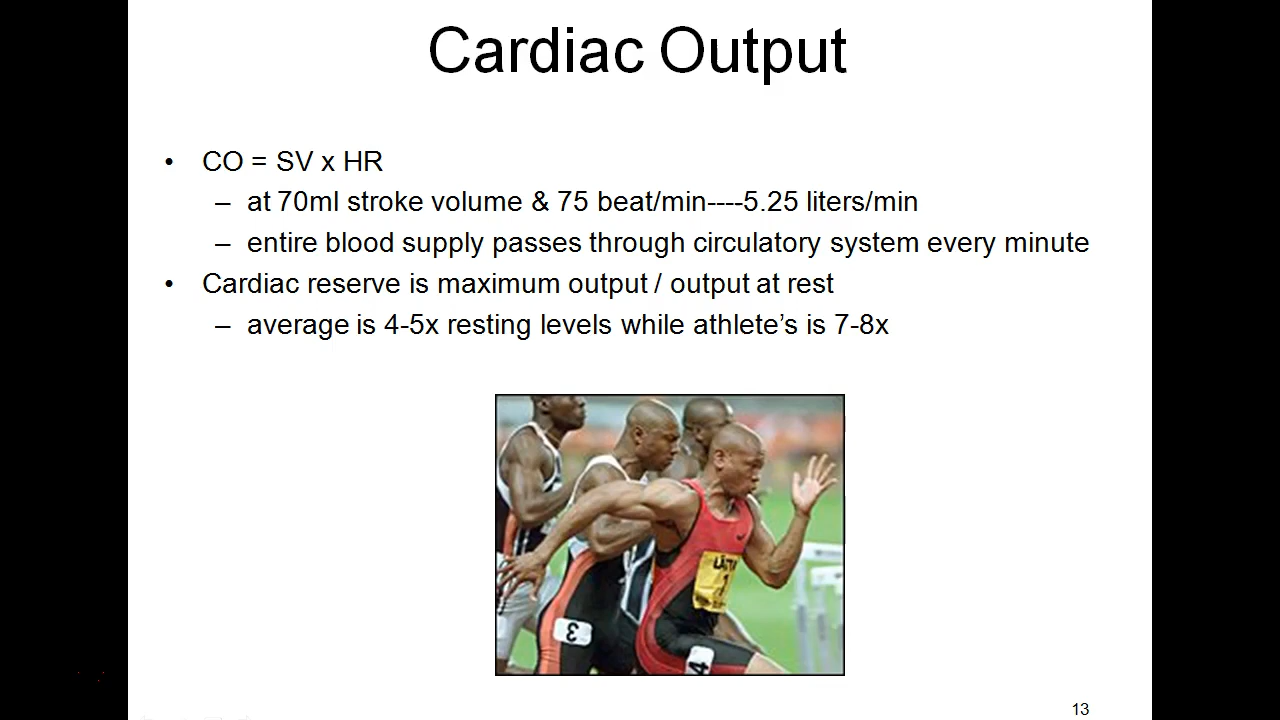 Cardiac Output
• CO = SV x HR
– at 70ml stroke volume & 75 beat/min----5.25 liters/min
– entire blood supply passes through circulatory system every minute
• Cardiac reserve is maximum output / output at rest
– average is 4-5x resting levels while athlete’s is 7-8x
3
4
13